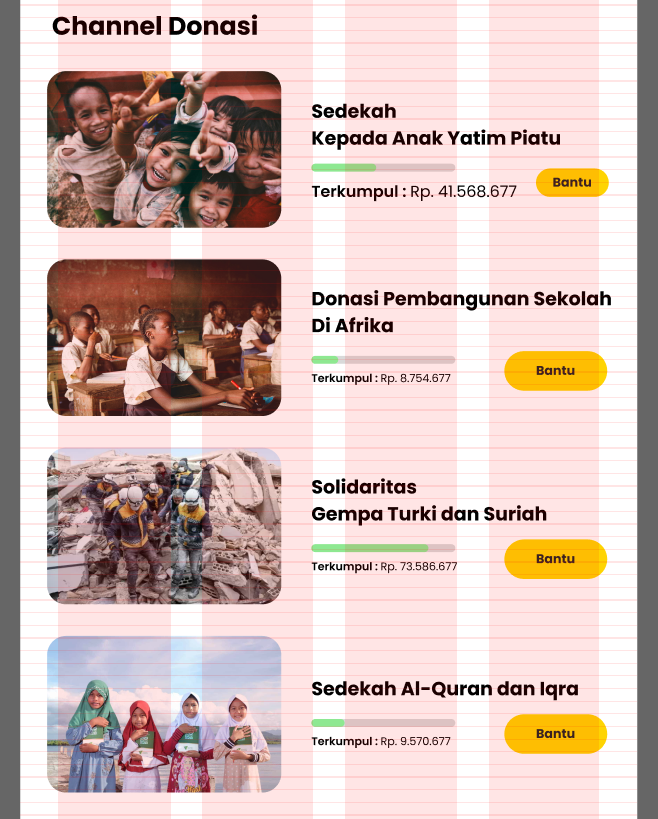 Channel Donasi
Sedekah
Kepada Anak Yatim Piatu
Terkumpul : Rp. 41.568.677
Bantu
Donasi Pembangunan Sekolah
Di Afrika
Terkumpul : Rp. 8.754.677
Bantu
Solidaritas
Gempa Turki dan Suriah
Terkumpul : Rp. 73.586.677
Bantu
Sedekah Al-Quran dan Iqra
Terkumpul : Rp. 9.570.677
Bantu